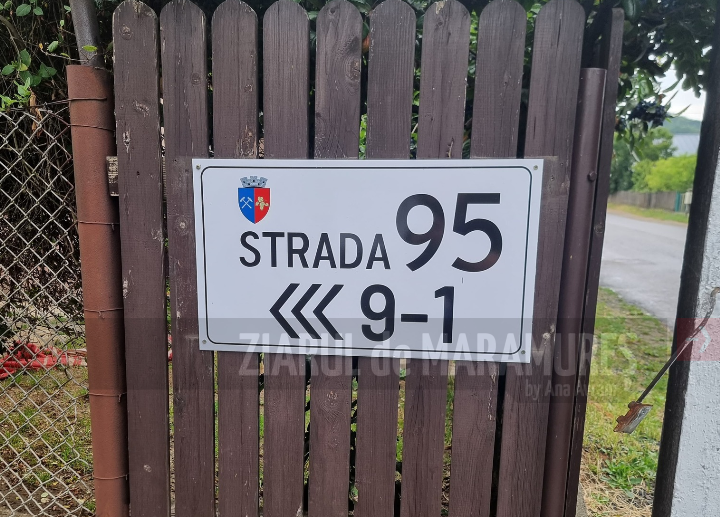 STRADA 95
9-1
ZIARUL de MARAMUREȘ
by Ana Avram